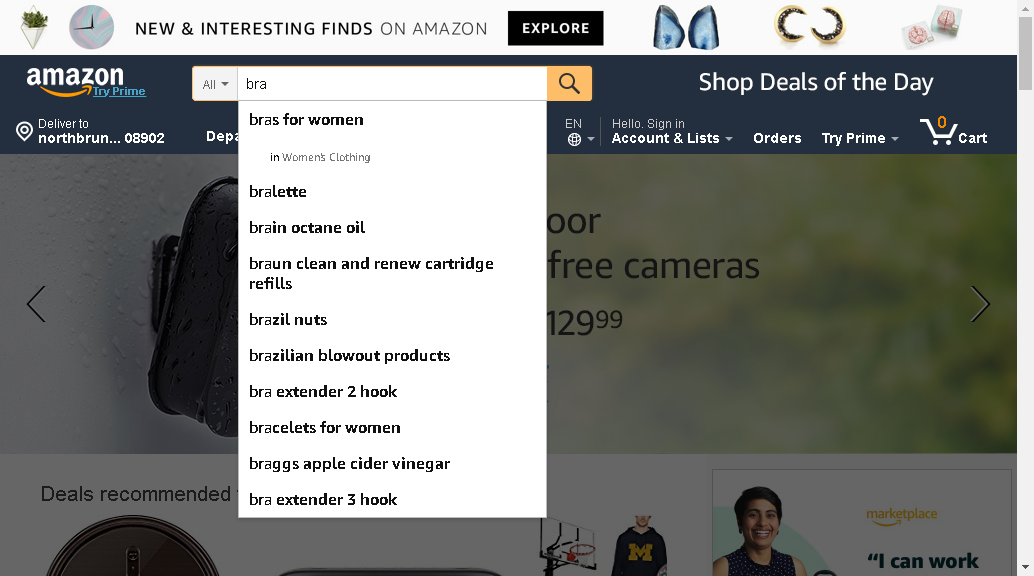 NEW & INTERESTING FINDS ON AMAZON EXPLORE
amazon
Try Prime
All
bra
Shop Deals of the Day
Deliver to
northbrun... 08902
Depa
EN
Hello. Sign in
Account & Lists
Orders
Try Prime
0
Cart
bras for women
in Women's Clothing
bralette
brain octane oil
braun clean and renew cartridge
refills
brazil nuts
brazilian blowout products
bra extender 2 hook
bracelets for women
braggs apple cider vinegar
bra extender 3 hook
oor
free cameras
12999
Deals recommended
M
marketplace
“I can work